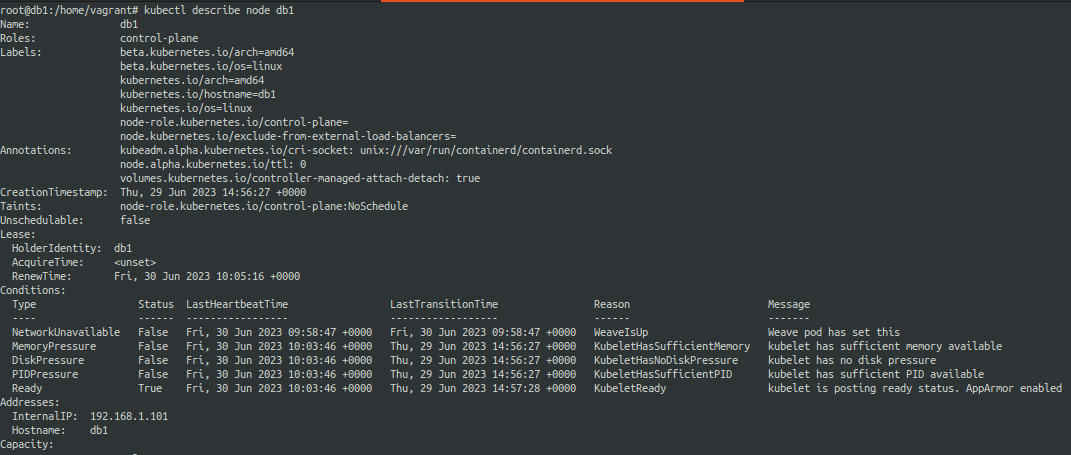 root@db1:/home/vagrant# kubectl describe node db1
Name:               db1
Roles:              control-plane
Labels:             beta.kubernetes.io/arch=amd64
                    beta.kubernetes.io/os=linux
                    kubernetes.io/arch=amd64
                    kubernetes.io/hostname=db1
                    kubernetes.io/os=linux
                    node-role.kubernetes.io/control-plane=
                    node.kubernetes.io/exclude-from-external-load-balancers=
Annotations:        kubeadm.alpha.kubernetes.io/cri-socket: unix:///var/run/containerd/containerd.sock
                    node.alpha.kubernetes.io/ttl: 0
                    volumes.kubernetes.io/controller-managed-attach-detach: true
CreationTimestamp:  Thu, 29 Jun 2023 14:56:27 +0000
Taints:             node-role.kubernetes.io/control-plane:NoSchedule
Unschedulable:      false
Lease:
  HolderIdentity:  db1
  AcquireTime:     <unset>
  RenewTime:       Fri, 30 Jun 2023 10:05:16 +0000
Conditions:
  Type                 Status  LastHeartbeatTime                 LastTransitionTime                Reason                       Message
  ----                 ------  -----------------                 ------------------                ------                       -------
  NetworkUnavailable   False   Fri, 30 Jun 2023 09:58:47 +0000   Fri, 30 Jun 2023 09:58:47 +0000   WeaveIsUp                    Weave pod has set this
  MemoryPressure       False   Fri, 30 Jun 2023 10:03:46 +0000   Thu, 29 Jun 2023 14:56:27 +0000   KubeletHasSufficientMemory   kubelet has sufficient memory available
  DiskPressure         False   Fri, 30 Jun 2023 10:03:46 +0000   Thu, 29 Jun 2023 14:56:27 +0000   KubeletHasNoDiskPressure     kubelet has no disk pressure
  PIDPressure          False   Fri, 30 Jun 2023 10:03:46 +0000   Thu, 29 Jun 2023 14:56:27 +0000   KubeletHasSufficientPID      kubelet has sufficient PID available
  Ready                True    Fri, 30 Jun 2023 10:03:46 +0000   Thu, 29 Jun 2023 14:57:28 +0000   KubeletReady                 kubelet is posting ready status. AppArmor enabled
Addresses:
  InternalIP:  192.168.1.101
  Hostname:    db1
Capacity: